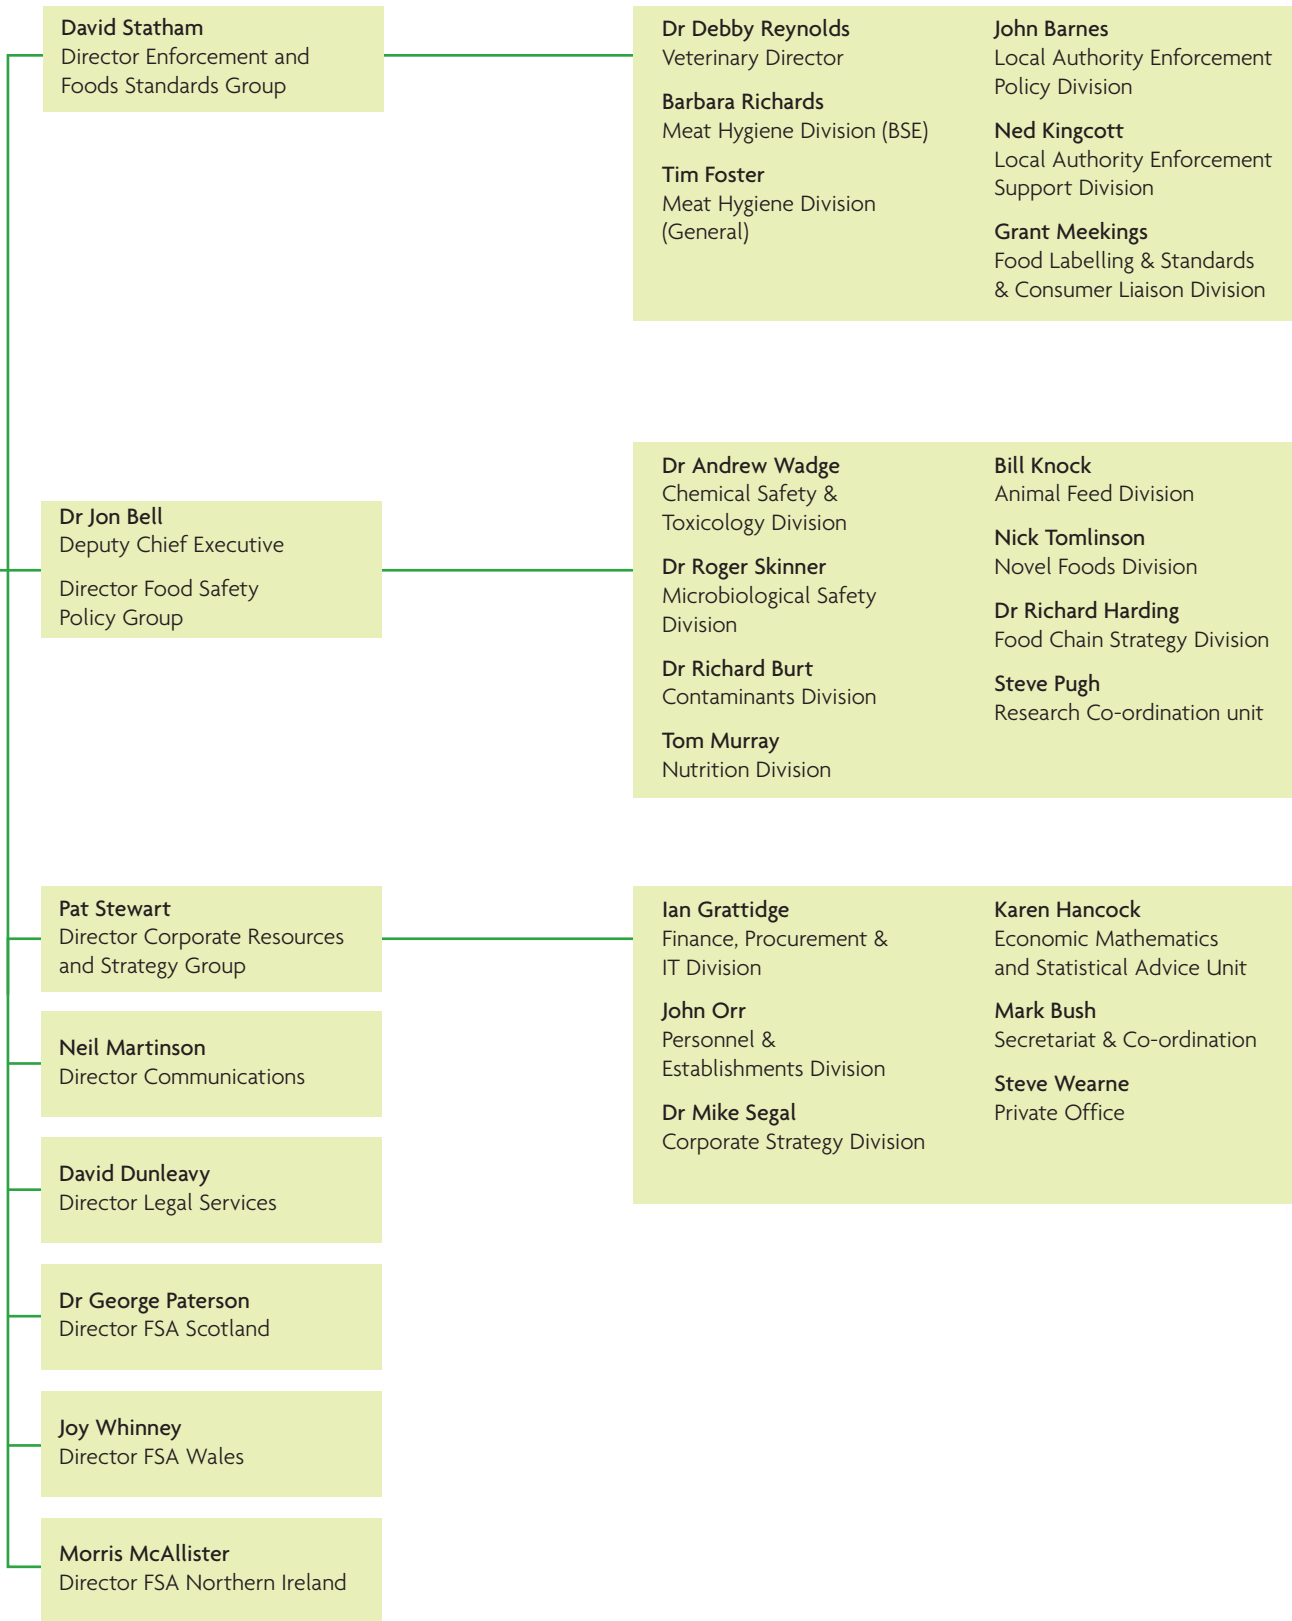 David Statham
Director Enforcement and
Foods Standards Group
Dr Debby Reynolds
Veterinary Director
Barbara Richards
Meat Hygiene Division (BSE)
Tim Foster
Meat Hygiene Division
(General)
John Barnes
Local Authority Enforcement
Policy Division
Ned Kingcott
Local Authority Enforcement
Support Division
Grant Meekings
Food Labelling & Standards
& Consumer Liaison Division
Dr Jon Bell
Deputy Chief Executive
Director Food Safety
Policy Group
Dr Andrew Wadge
Chemical Safety &
Toxicology Division
Dr Roger Skinner
Microbiological Safety
Division
Dr Richard Burt
Contaminants Division
Tom Murray
Nutrition Division
Bill Knock
Animal Feed Division
Nick Tomlinson
Novel Foods Division
Dr Richard Harding
Food Chain Strategy Division
Steve Pugh
Research Co-ordination unit
Pat Stewart
Director Corporate Resources
and Strategy Group
Ian Grattidge
Finance, Procurement &
IT Division
John Orr
Personnel &
Establishments Division
Dr Mike Segal
Corporate Strategy Division
Karen Hancock
Economic Mathematics
and Statistical Advice Unit
Mark Bush
Secretariat & Co-ordination
Steve Wearne
Private Office
Neil Martinson
Director Communications
David Dunleavy
Director Legal Services
Dr George Paterson
Director FSA Scotland
Joy Whinney
Director FSA Wales
Morris McAllister
Director FSA Northern Ireland